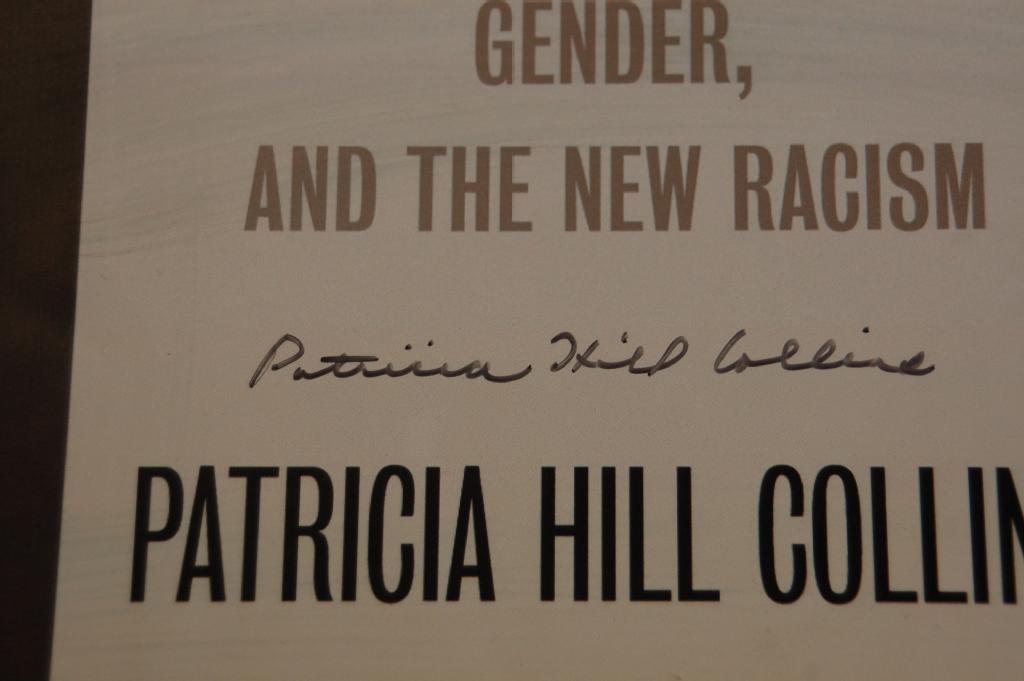 GENDER,
AND THE NEW RACISM
Patricia Hill Collins
PATRICIA HILL COLLIN